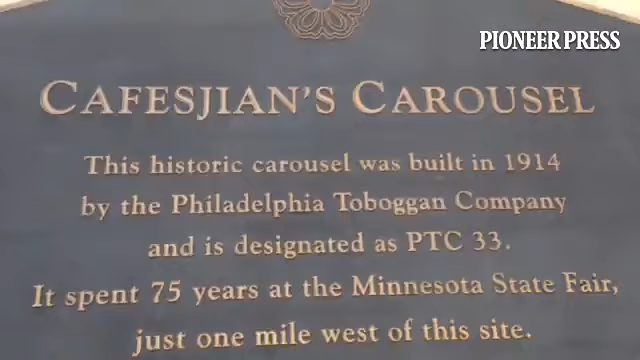 PIONEER PRESS
CAFESJIAN'S CAROUSEL
This historic carousel was built in 1914
by the Philadelphia Toboggan Company
and is designated as PTC 33.
It spent 75 years at the Minnesota State Fair,
just one mile west of this site.